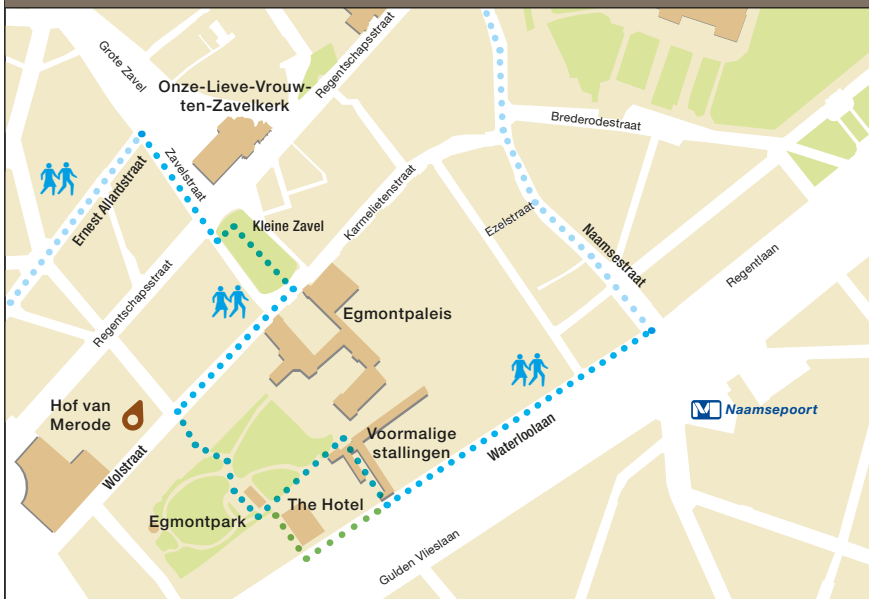 Grote Zavel
Regentschapsstraat
Onze-Lieve-Vrouw-
ten-Zavelkerk
Brederodestraat
Zavelstraat
Ernest Allardstraat
Karmelietenstraat
Kleine Zavel
Ezelstraat
Naamsestraat
Regentlaan
Regentschapsstraat
Egmontpaleis
Hof van
Merode
M Naamsepoort
Voormalige
stallingen
Waterloolaan
Wolstraat
The Hotel
Egmontpark
Gulden Vlieslaan